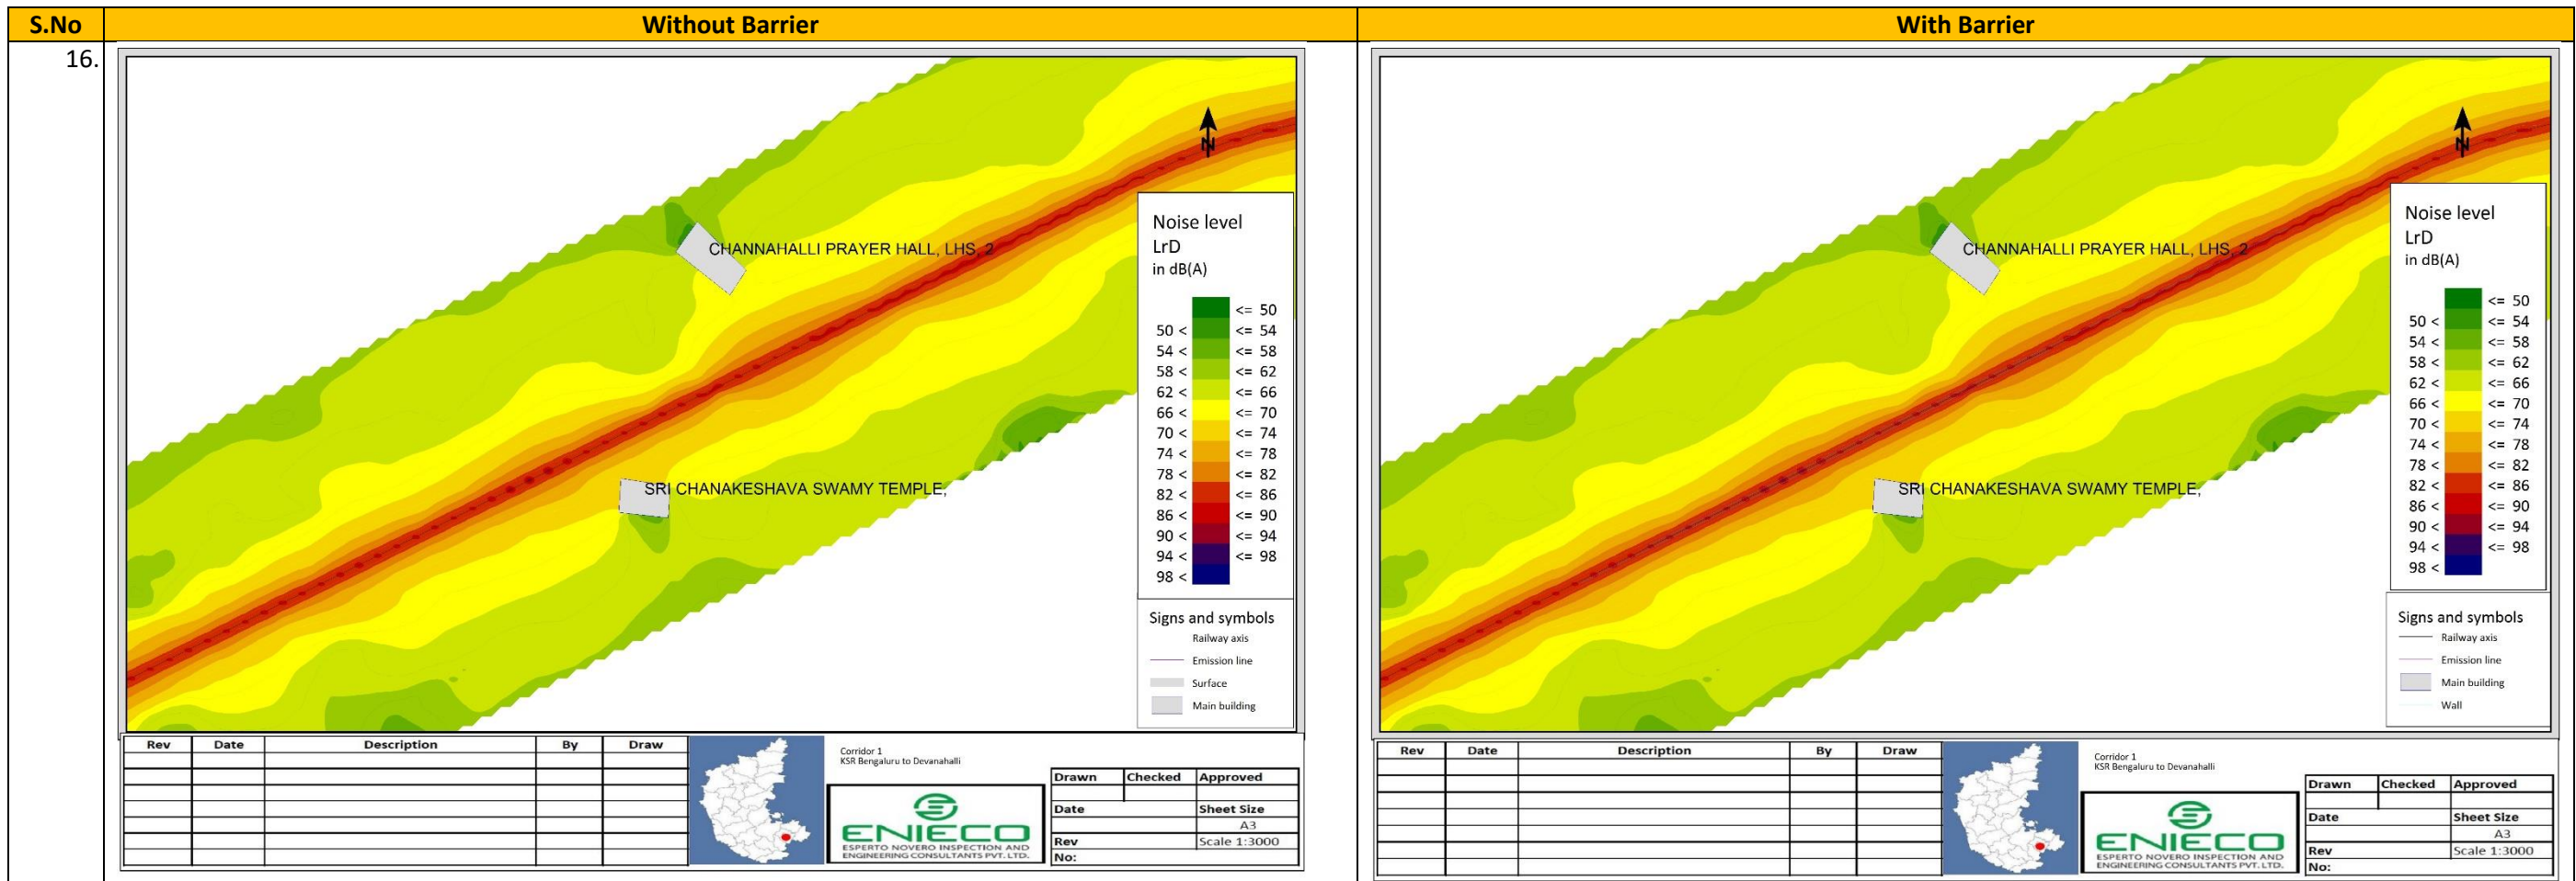 S.No Without Barrier With Barrier
16.
CHANNAHALLI PRAYER HALL, LHS, 2
SRI CHANAKESHAVA SWAMY TEMPLE,
N
Noise level
LrD
in dB(A)
<= 50
50 < <= 54
54 < <= 58
58 < <= 62
62 < <= 66
66 < <= 70
70 < <= 74
74 < <= 78
78 < <= 82
82 < <= 86
86 < <= 90
90 < <= 94
94 < <= 98
98 <
Signs and symbols
Railway axis
Emission line
Surface
Main building
Rev Date Description By Draw
Corridor 1
KSR Bengaluru to Devanahalli
ENIECO
ESPERTO NOVERO INSPECTION AND
ENGINEERING CONSULTANTS PVT. LTD.
Drawn Checked Approved
Date Sheet Size
A3
Rev Scale 1:3000
No:
CHANNAHALLI PRAYER HALL, LHS, 2
SRI CHANAKESHAVA SWAMY TEMPLE,
N
Noise level
LrD
in dB(A)
<= 50
50 < <= 54
54 < <= 58
58 < <= 62
62 < <= 66
66 < <= 70
70 < <= 74
74 < <= 78
78 < <= 82
82 < <= 86
86 < <= 90
90 < <= 94
94 < <= 98
98 <
Signs and symbols
Railway axis
Emission line
Main building
Wall
Rev Date Description By Draw
Corridor 1
KSR Bengaluru to Devanahalli
ENIECO
ESPERTO NOVERO INSPECTION AND
ENGINEERING CONSULTANTS PVT. LTD.
Drawn Checked Approved
Date Sheet Size
A3
Rev Scale 1:3000
No: